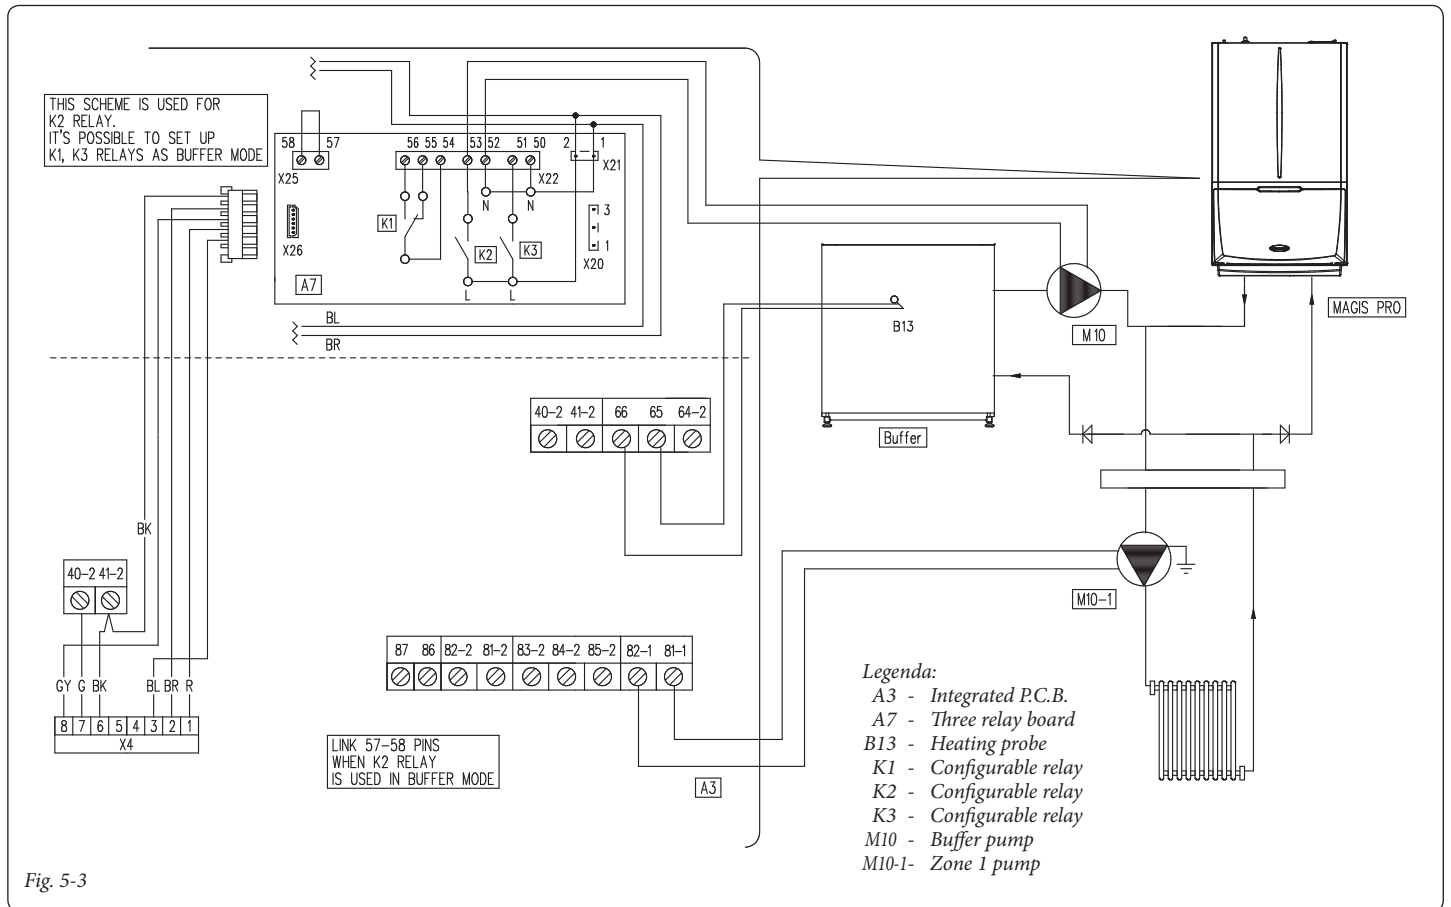 THIS SCHEME IS USED FOR
K2 RELAY.
IT'S POSSIBLE TO SET UP
K1, K3 RELAYS AS BUFFER MODE
58 57
X25
56 55 54 53 52 51 50
X22
2 1
X21
N N
K1
K2
K3
3
1
X20
X26
A7
L L
BL
BR
MAGIS PRO
M10
B13
Buffer
40-2 41-2 66 65 64-2
BK
40-2 41-2
GY G BK BL BR R
8 7 6 5 4 3 2 1
X4
M10-1
87 86 82-2 81-2 83-2 84-2 85-2 82-1 81-1
LINK 57-58 PINS
WHEN K2 RELAY
IS USED IN BUFFER MODE
A3
Legenda:
A3 - Integrated P.C.B.
A7 - Three relay board
B13 - Heating probe
K1 - Configurable relay
K2 - Configurable relay
K3 - Configurable relay
M10 - Buffer pump
M10-1- Zone 1 pump
Fig. 5-3